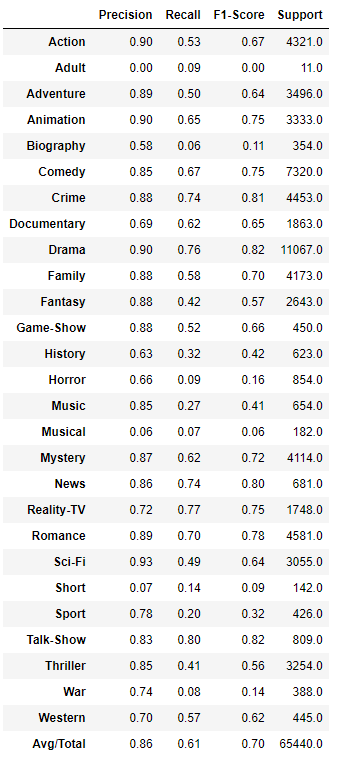 Precision Recall F1-Score Support
Action 0.90 0.53 0.67 4321.0
Adult 0.00 0.09 0.00 11.0
Adventure 0.89 0.50 0.64 3496.0
Animation 0.90 0.65 0.75 3333.0
Biography 0.58 0.06 0.11 354.0
Comedy 0.85 0.67 0.75 7320.0
Crime 0.88 0.74 0.81 4453.0
Documentary 0.69 0.62 0.65 1863.0
Drama 0.90 0.76 0.82 11067.0
Family 0.88 0.58 0.70 4173.0
Fantasy 0.88 0.42 0.57 2643.0
Game-Show 0.88 0.52 0.66 450.0
History 0.63 0.32 0.42 623.0
Horror 0.66 0.09 0.16 854.0
Music 0.85 0.27 0.41 654.0
Musical 0.06 0.07 0.06 182.0
Mystery 0.87 0.62 0.72 4114.0
News 0.86 0.74 0.80 681.0
Reality-TV 0.72 0.77 0.75 1748.0
Romance 0.89 0.70 0.78 4581.0
Sci-Fi 0.93 0.49 0.64 3055.0
Short 0.07 0.14 0.09 142.0
Sport 0.78 0.20 0.32 426.0
Talk-Show 0.83 0.80 0.82 809.0
Thriller 0.85 0.41 0.56 3254.0
War 0.74 0.08 0.14 388.0
Western 0.70 0.57 0.62 445.0
Avg/Total 0.86 0.61 0.70 65440.0